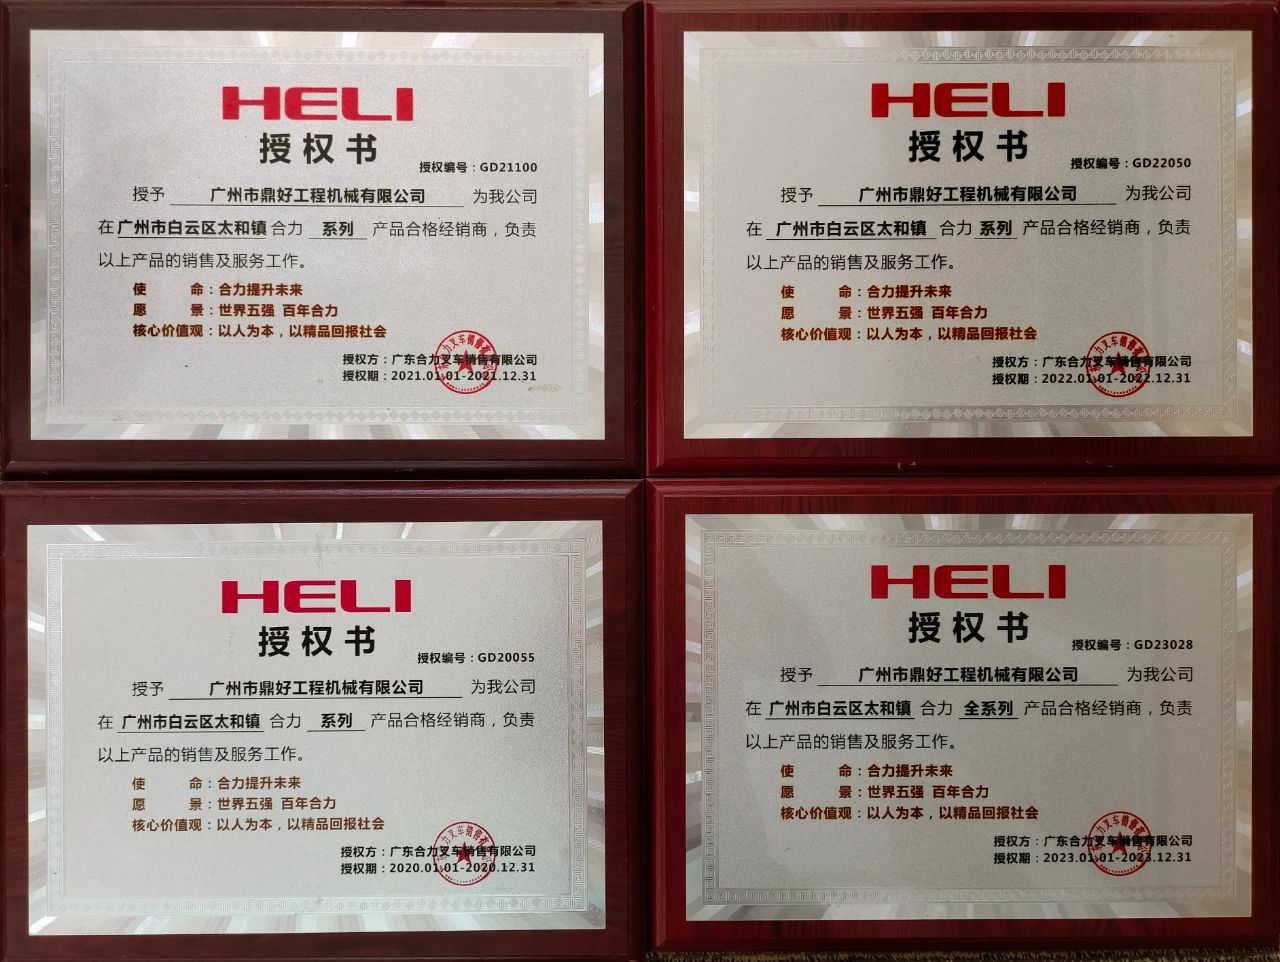 HELI
授权书
授权编号：GD21100
授予 广州市鼎好工程机械有限公司 为我公司
在 广州市白云区太和镇 合力 系列 产品合格经销商，负责
以上产品的销售及服务工作。
使 命：合力提升未来
愿 景：世界五强 百年合力
核心价值观：以人为本，以精品回报社会
授权方：广东合力叉车销售有限公司
授权期：2021.01.01-2021.12.31
HELI
授权书
授权编号：GD22050
授予 广州市鼎好工程机械有限公司 为我公司
在 广州市白云区太和镇 合力 系列 产品合格经销商，负责
以上产品的销售及服务工作。
使 命：合力提升未来
愿 景：世界五强 百年合力
核心价值观：以人为本，以精品回报社会
授权方：广东合力叉车销售有限公司
授权期：2022.01.01-2022.12.31
HELI
授权书
授权编号：GD20055
授予 广州市鼎好工程机械有限公司 为我公司
在 广州市白云区太和镇 合力 系列 产品合格经销商，负责
以上产品的销售及服务工作。
使 命：合力提升未来
愿 景：世界五强 百年合力
核心价值观：以人为本，以精品回报社会
授权方：广东合力叉车销售有限公司
授权期：2020.01.01-2020.12.31
HELI
授权书
授权编号：GD23028
授予 广州市鼎好工程机械有限公司 为我公司
在 广州市白云区太和镇 合力 全系列 产品合格经销商，负责
以上产品的销售及服务工作。
使 命：合力提升未来
愿 景：世界五强 百年合力
核心价值观：以人为本，以精品回报社会
授权方：广东合力叉车销售有限公司
授权期：2023.01.01-2023.12.31